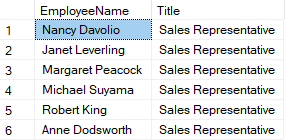 EmployeeName Title
1 Nancy Davolio Sales Representative
2 Janet Leverling Sales Representative
3 Margaret Peacock Sales Representative
4 Michael Suyama Sales Representative
5 Robert King Sales Representative
6 Anne Dodsworth Sales Representative